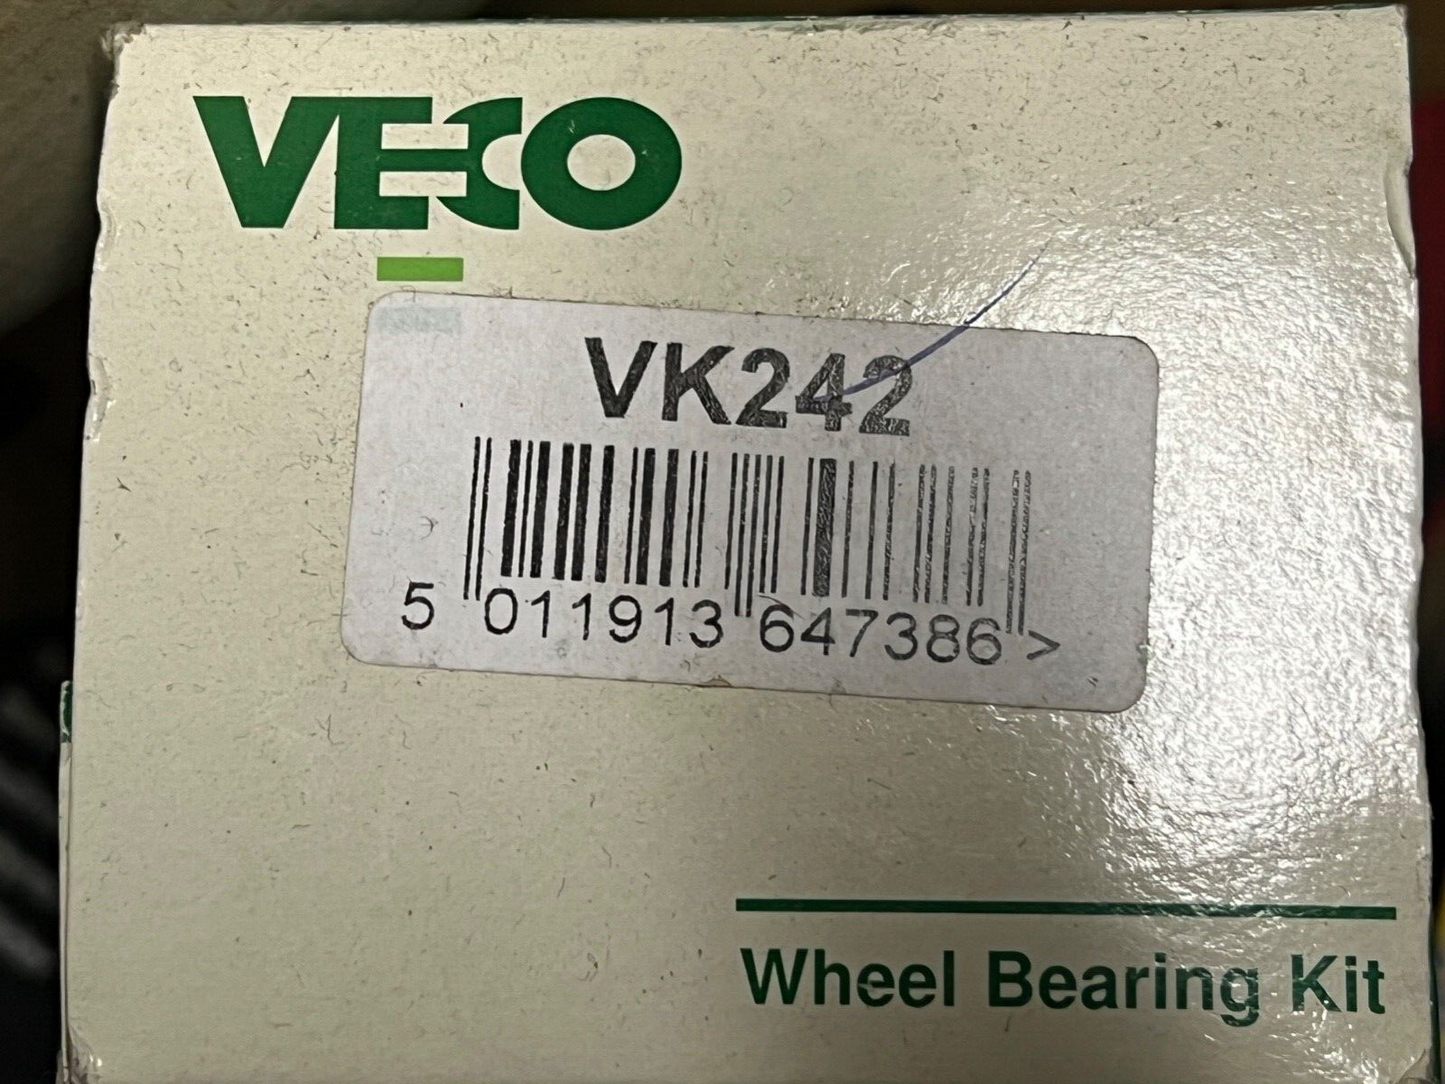 VECO
VK242
5 011913 647386 >
Wheel Bearing Kit